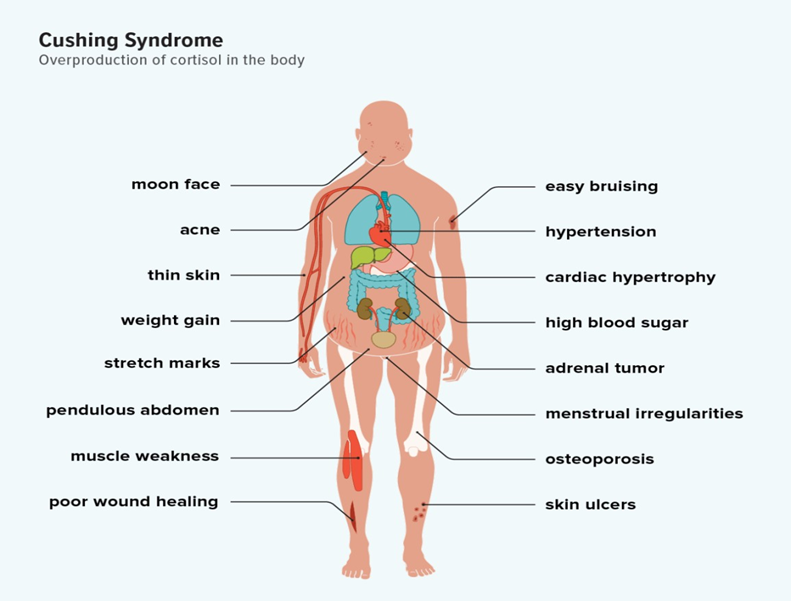 Cushing Syndrome
Overproduction of cortisol in the body
moon face
acne
thin skin
weight gain
stretch marks
pendulous abdomen
muscle weakness
poor wound healing
easy bruising
hypertension
cardiac hypertrophy
high blood sugar
adrenal tumor
menstrual irregularities
osteoporosis
skin ulcers